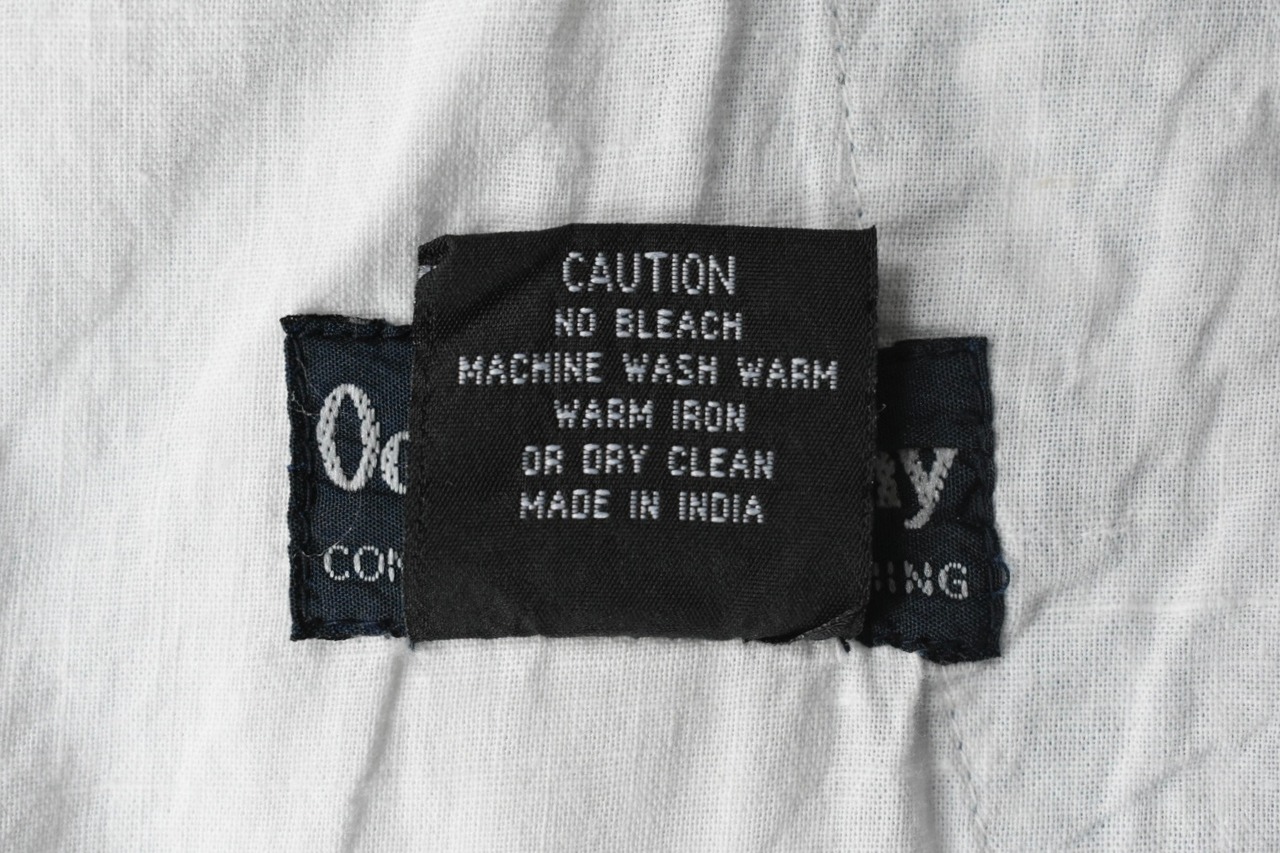 CAUTION
NO BLEACH
MACHINE WASH WARM
WARM IRON
OR DRY CLEAN
MADE IN INDIA